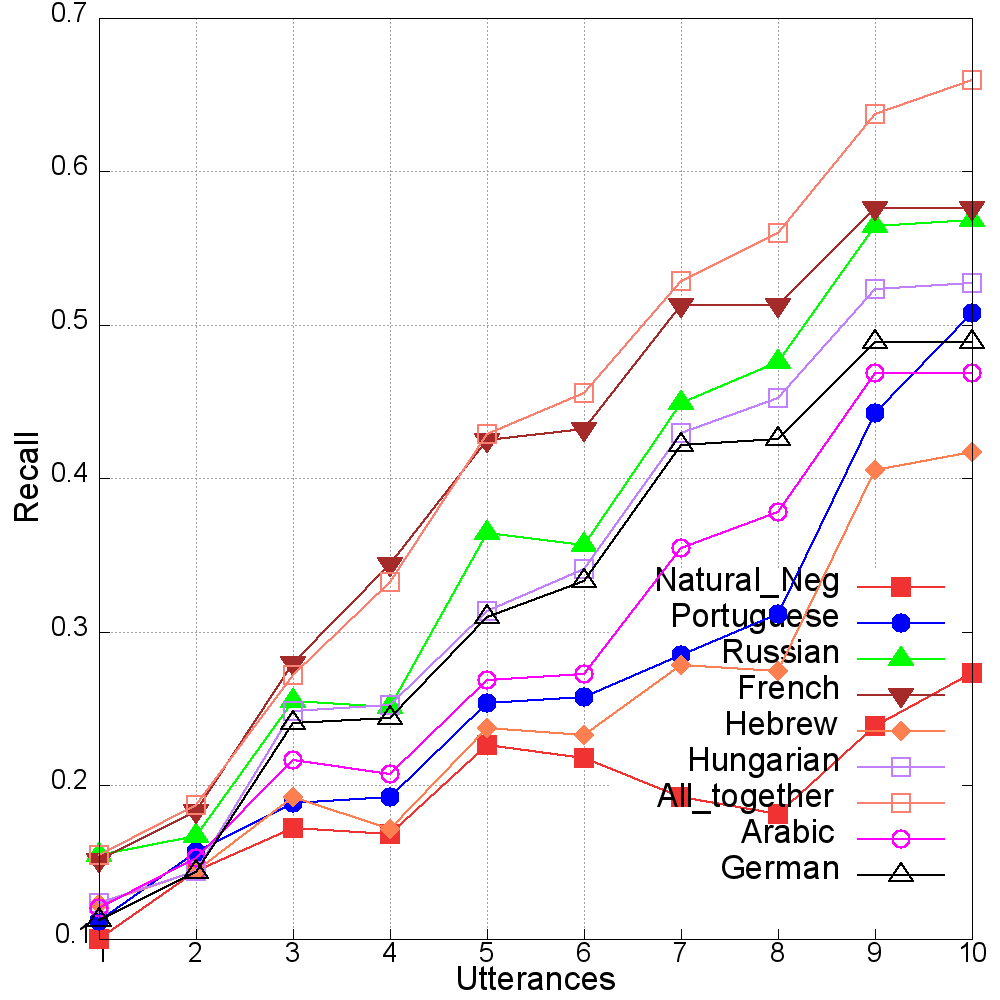 0.7
0.6
0.5
0.4
0.3
0.2
0.1
Recall
Natural_Neg
Portuguese
Russian
French
Hebrew
Hungarian
All_together
Arabic
German
1 2 3 4 5 6 7 8 9 10
Utterances